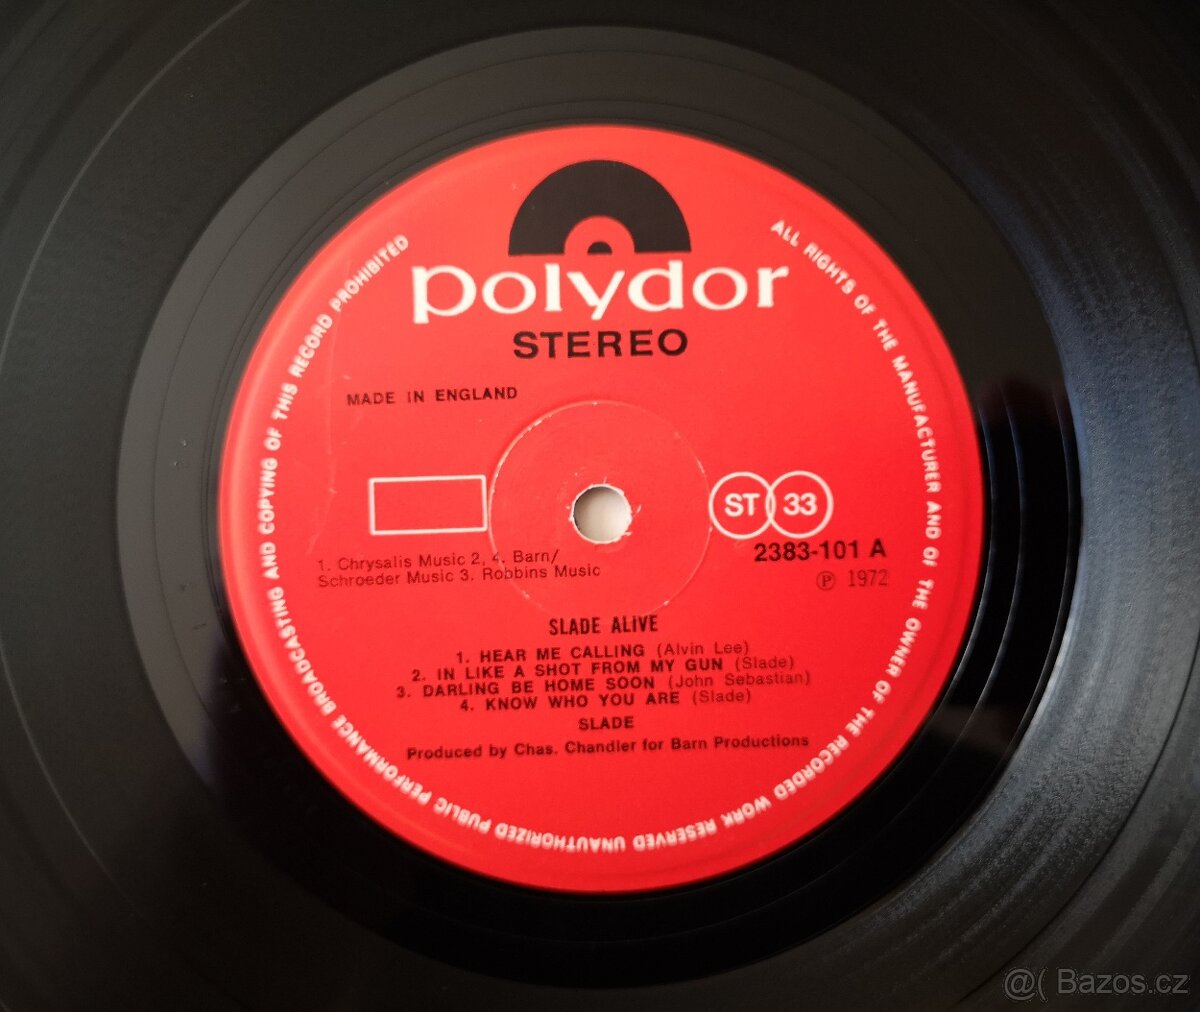 polydor
STEREO
MADE IN ENGLAND
ST 33
2383-101 A
℗ 1972
1. Chrysalis Music 2, 4. Barn/
Schroeder Music 3. Robbins Music
SLADE ALIVE
1. HEAR ME CALLING (Alvin Lee)
2. IN LIKE A SHOT FROM MY GUN (Slade)
3. DARLING BE HOME SOON (John Sebastian)
4. KNOW WHO YOU ARE (Slade)
SLADE
Produced by Chas. Chandler for Barn Productions
ALL RIGHTS OF THE MANUFACTURER AND OF THE OWNER OF THE RECORDED WORK RESERVED UNAUTHORIZED PUBLIC PERFORMANCE BROADCASTING AND COPYING OF THIS RECORD PROHIBITED
@( Bazos.cz